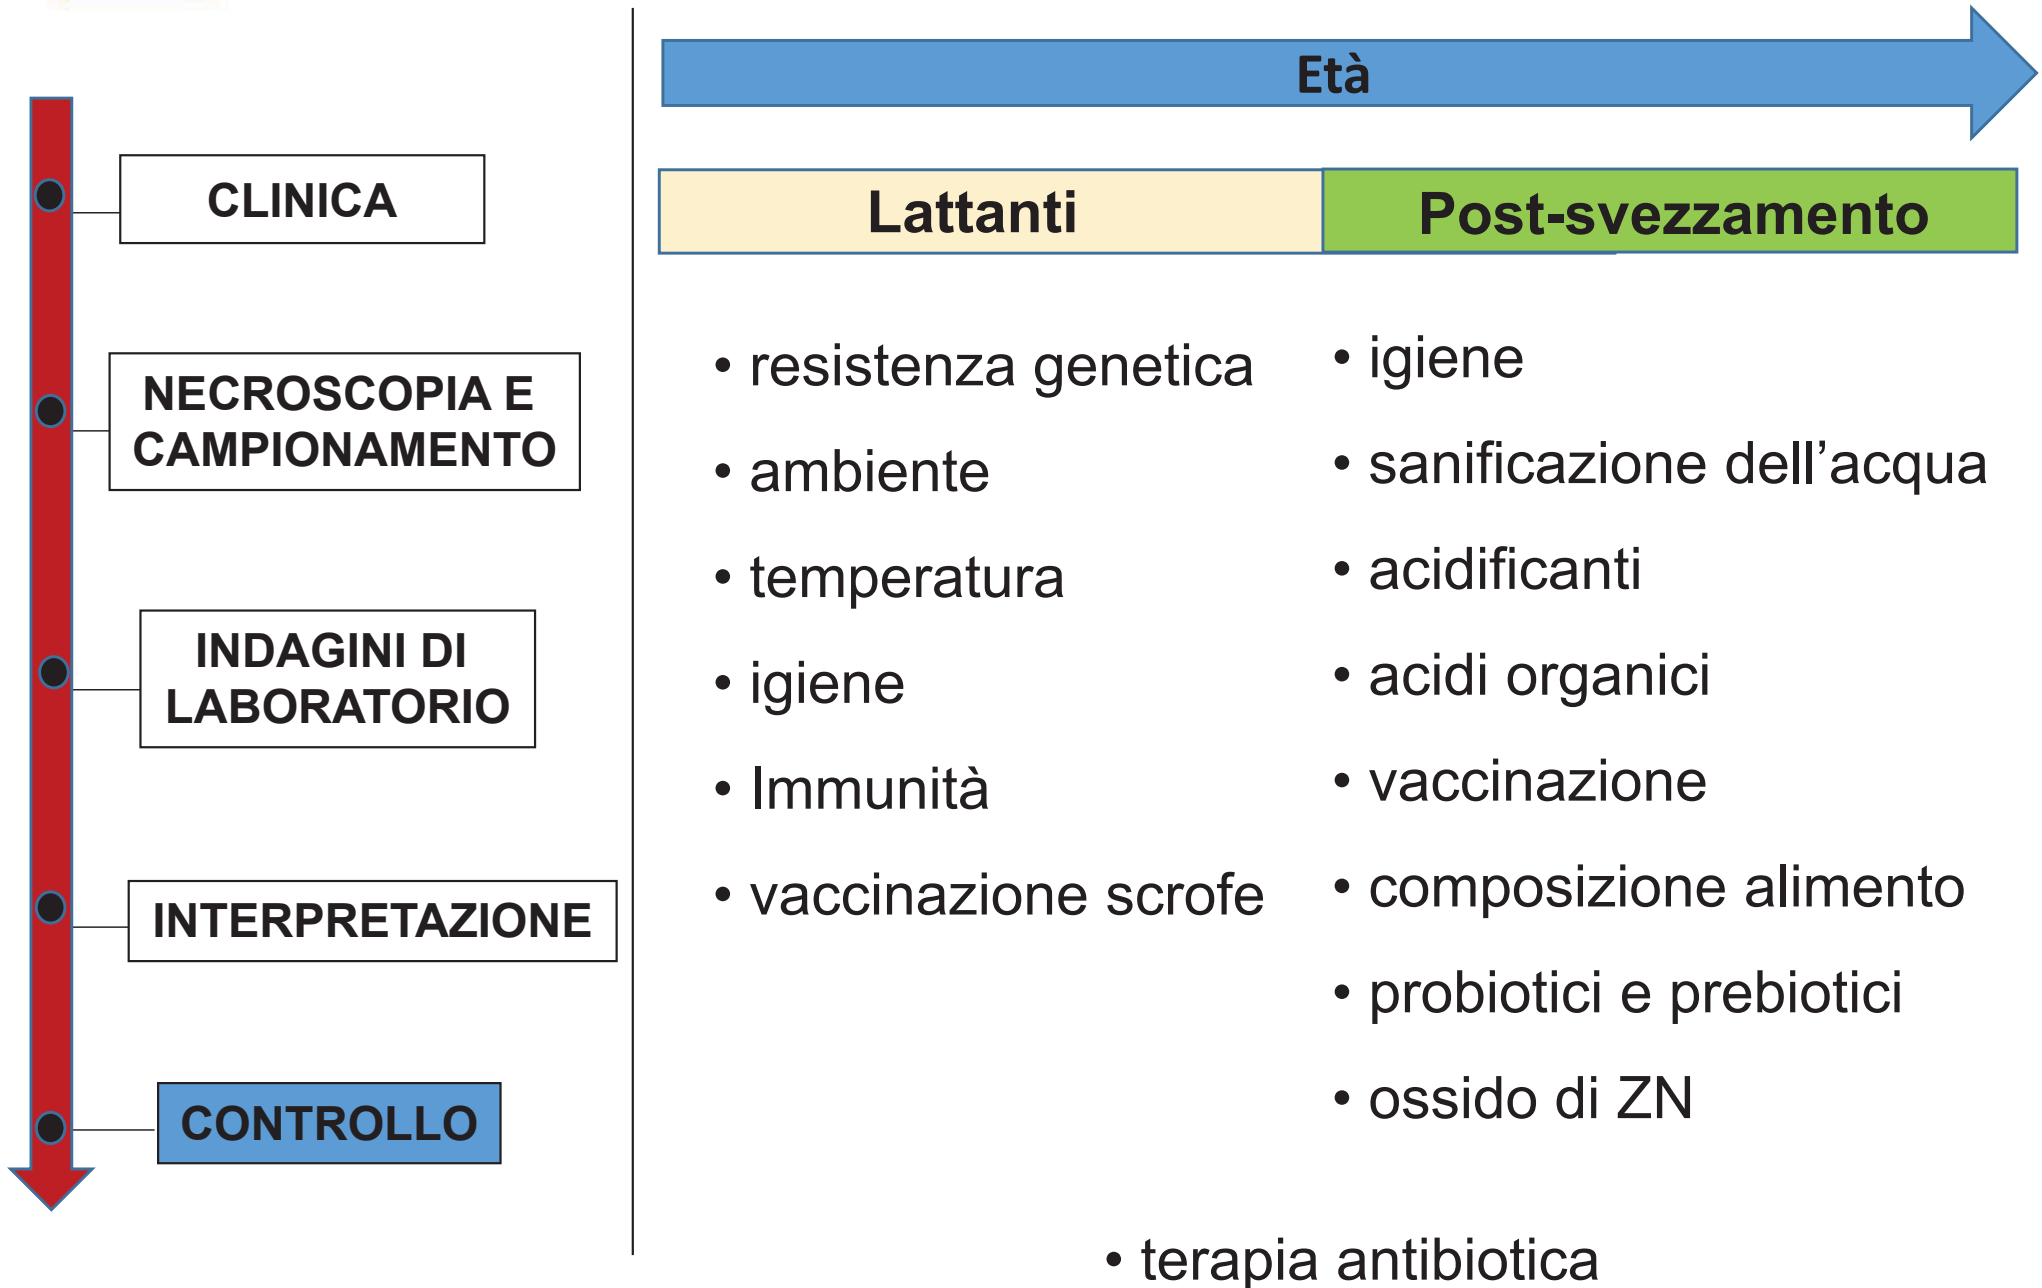 CLINICA
NECROSCOPIA E
CAMPIONAMENTO
INDAGINI DI
LABORATORIO
INTERPRETAZIONE
CONTROLLO
Età
Lattanti
• resistenza genetica
• ambiente
• temperatura
• igiene
• Immunità
• vaccinazione scrofe
Post-svezzamento
• igiene
• sanificazione dell’acqua
• acidificanti
• acidi organici
• vaccinazione
• composizione alimento
• probiotici e prebiotici
• ossido di ZN
• terapia antibiotica